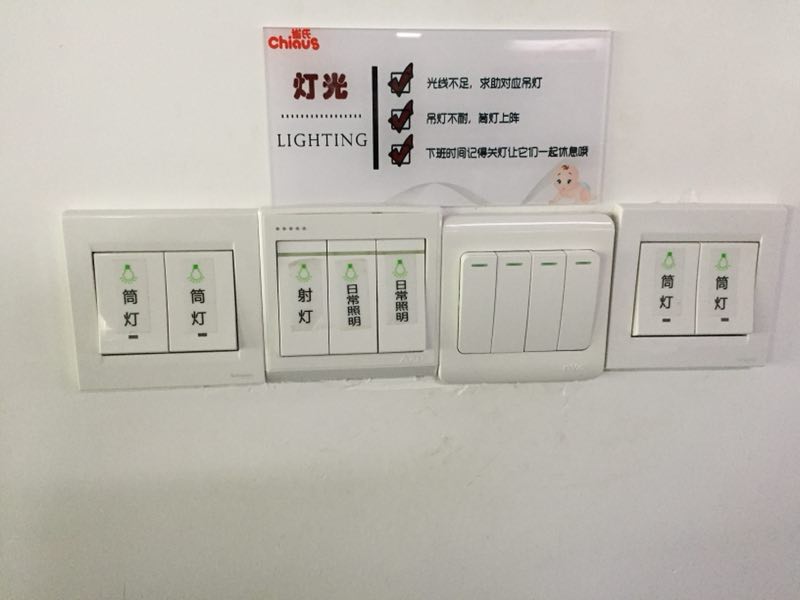 爱氏
Chiaus
灯光
LIGHTING
光线不足，求助对应吊灯
吊灯不耐，筒灯上阵
下班时间记得关灯让它们一起休息噢
筒灯
筒灯
射灯
日常照明
日常照明
筒灯
筒灯